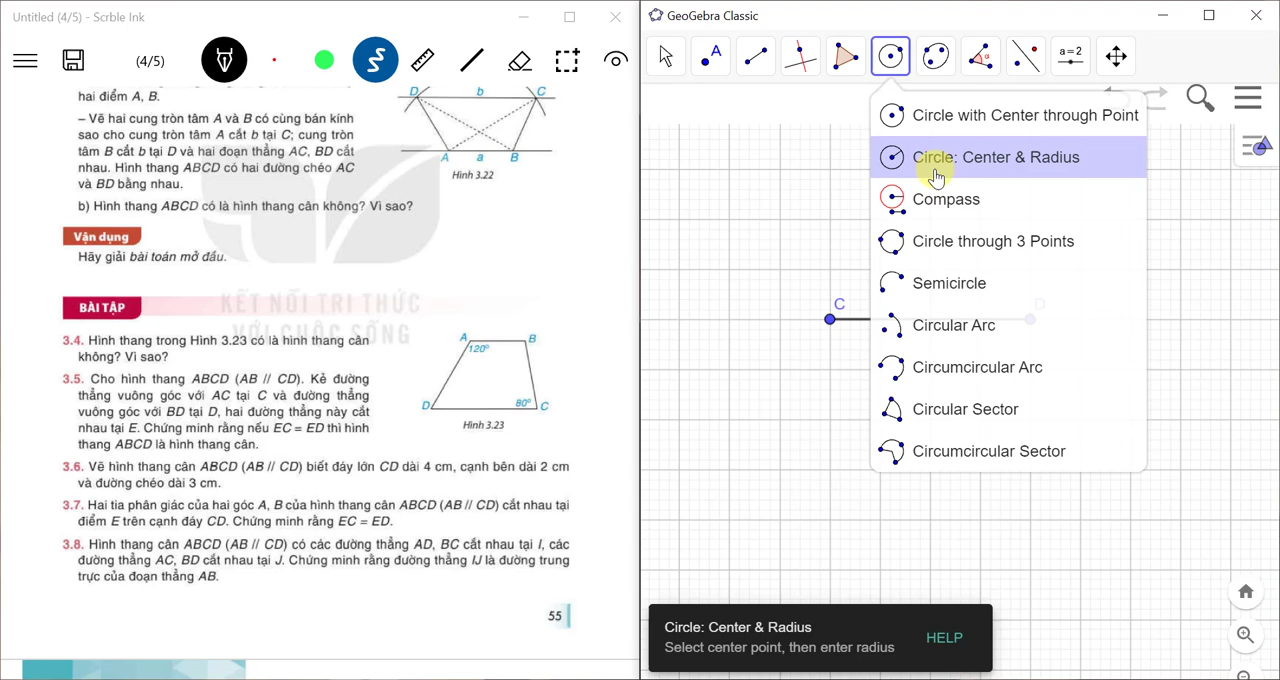 Untitled (4/5) - Scrble Ink
(4/5)
hai điểm A, B.
– Vẽ hai cung tròn tâm A và B có cùng bán kính
sao cho cung tròn tâm A cắt b tại C; cung tròn
tâm B cắt b tại D và hai đoạn thẳng AC, BD cắt
nhau. Hình thang ABCD có hai đường chéo AC
và BD bằng nhau.
D
b
C
A
a
B
Hình 3.22
b) Hình thang ABCD có là hình thang cân không? Vì sao?
Vận dụng
Hãy giải bài toán mở đầu.
KẾT NỐI TRI THỨC
VỚI CUỘC SỐNG
BÀI TẬP
3.4. Hình thang trong Hình 3.23 có là hình thang cân
không? Vì sao?
3.5. Cho hình thang ABCD (AB // CD). Kẻ đường
thẳng vuông góc với AC tại C và đường thẳng
vuông góc với BD tại D, hai đường thẳng này cắt
nhau tại E. Chứng minh rằng nếu EC = ED thì hình
thang ABCD là hình thang cân.
A
B
120°
D
80°
C
Hình 3.23
3.6. Vẽ hình thang cân ABCD (AB // CD) biết đáy lớn CD dài 4 cm, cạnh bên dài 2 cm
và đường chéo dài 3 cm.
3.7. Hai tia phân giác của hai góc A, B của hình thang cân ABCD (AB // CD) cắt nhau tại
điểm E trên cạnh đáy CD. Chứng minh rằng EC = ED.
3.8. Hình thang cân ABCD (AB // CD) có các đường thẳng AD, BC cắt nhau tại I, các
đường thẳng AC, BD cắt nhau tại J. Chứng minh rằng đường thẳng IJ là đường trung
trực của đoạn thẳng AB.
55
GeoGebra Classic
A
α
a=2
Circle with Center through Point
Circle: Center & Radius
Compass
Circle through 3 Points
Semicircle
Circular Arc
Circumcircular Arc
Circular Sector
Circumcircular Sector
C
D
Circle: Center & Radius
Select center point, then enter radius
HELP